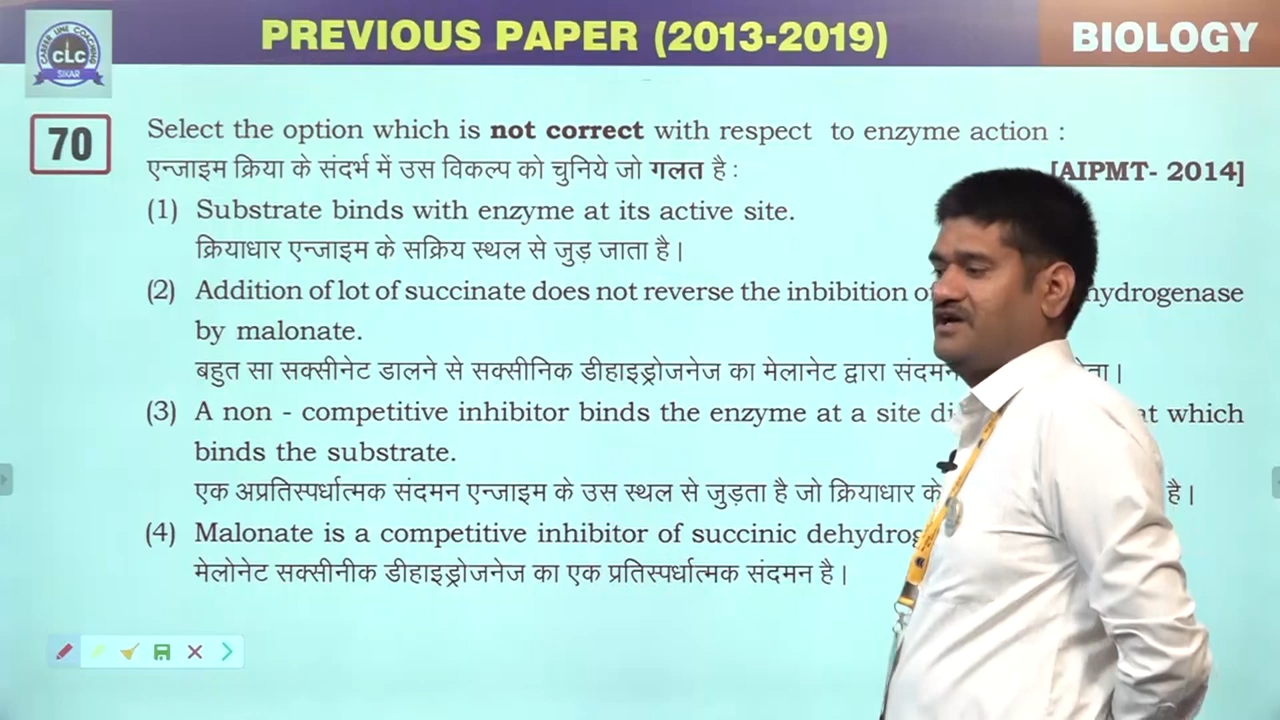 PREVIOUS PAPER (2013-2019)
BIOLOGY
CAREER LINE COACHING
CLC
SIKAR
70
Select the option which is not correct with respect to enzyme action :
एन्जाइम क्रिया के संदर्भ में उस विकल्प को चुनिये जो गलत है :
[AIPMT- 2014]
(1) Substrate binds with enzyme at its active site.
क्रियाधार एन्जाइम के सक्रिय स्थल से जुड़ जाता है।
(2) Addition of lot of succinate does not reverse the inbibition hydrogenase
by malonate.
बहुत सा सक्सीनेट डालने से सक्सीनिक डीहाइड्रोजनेज का मेलानेट द्वारा
(3) A non - competitive inhibitor binds the enzyme at a site which
binds the substrate.
एक अप्रतिस्पर्धात्मक संदमन एन्जाइम के उस स्थल से जुड़ता है जो क्रियाधार है।
(4) Malonate is a competitive inhibitor of succinic
मेलोनेट सक्सीनीक डीहाइड्रोजनेज का एक प्रतिस्पर्धात्मक संदमन है।